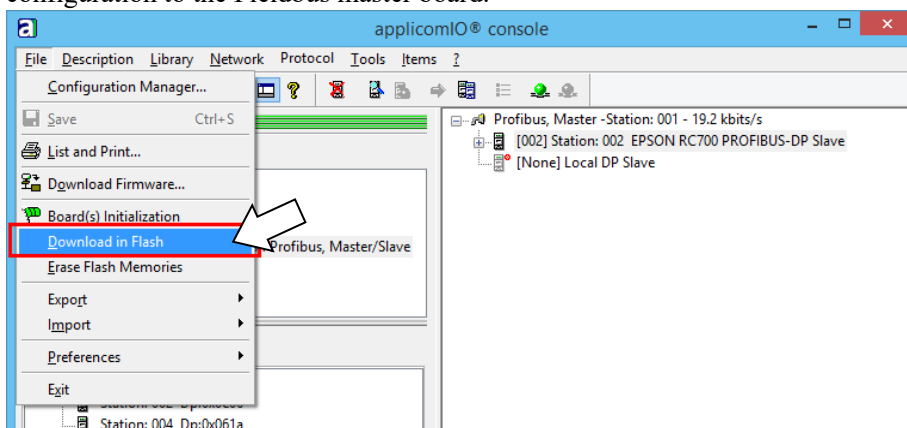 configuration to the Fieldbus master board.
applicomIO® console
File Description Library Network Protocol Tools Items ?
Configuration Manager...
Save Ctrl+S
List and Print...
Download Firmware...
Board(s) Initialization
Download in Flash
Erase Flash Memories
Export
Import
Preferences
Exit
Profibus, Master -Station: 001 - 19.2 kbits/s
[002] Station: 002 EPSON RC700 PROFIBUS-DP Slave
[None] Local DP Slave
Profibus, Master/Slave
Station: 004 Dp:0x061a